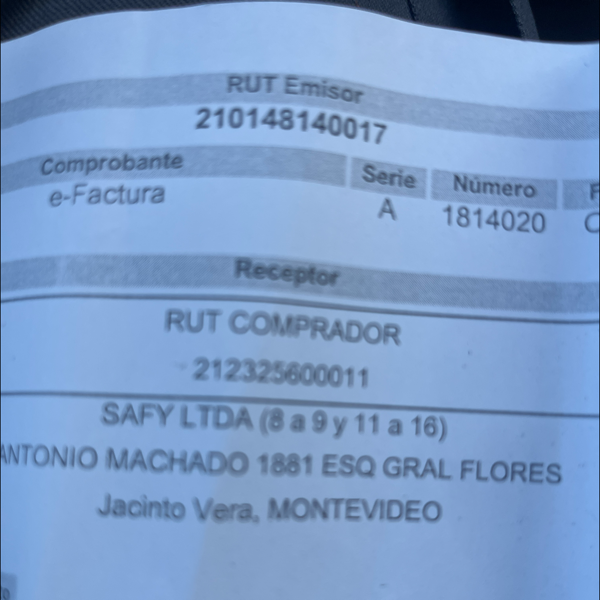 RUT Emisor
210148140017
Comprobante Serie Número
e-Factura A 1814020
Receptor
RUT COMPRADOR
212325600011
SAFY LTDA (8 a 9 y 11 a 16)
ANTONIO MACHADO 1881 ESQ GRAL FLORES
Jacinto Vera, MONTEVIDEO